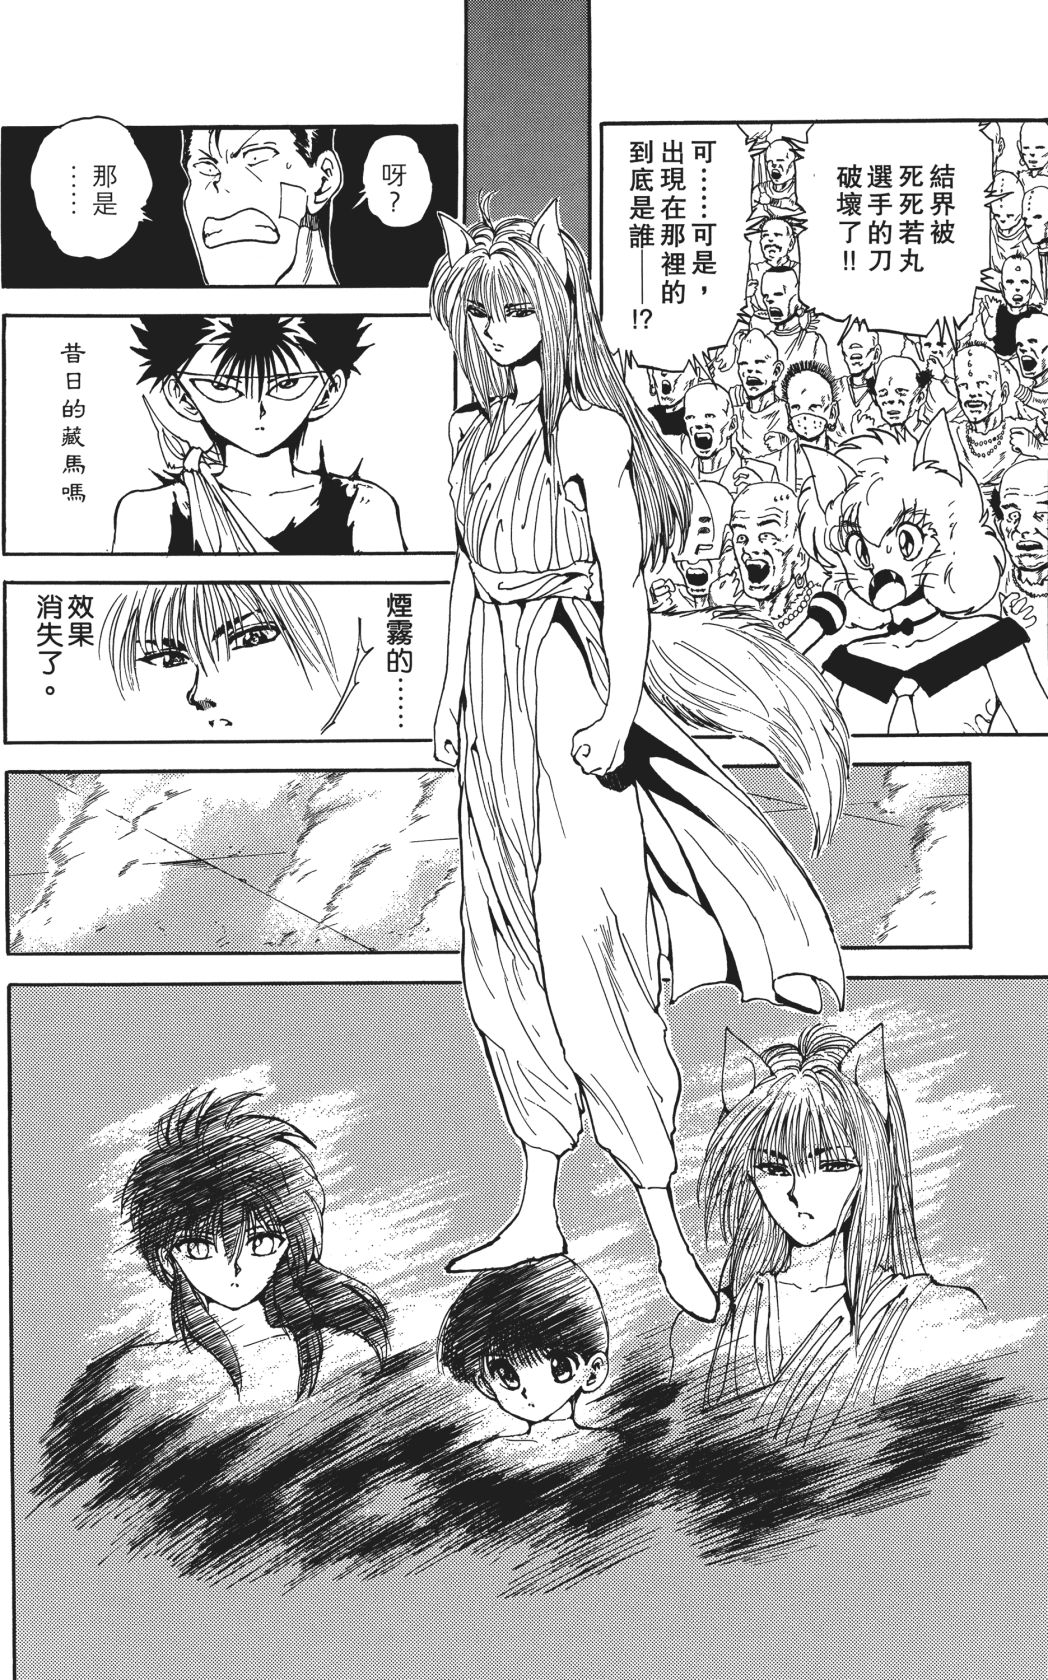 結界被
死死若丸
選手的刀
破壞了!!
可……可是，
出現在那裡的
到底是誰——!?
呀?
那是
……
昔日的藏馬嗎
煙霧的……
效果
消失了。